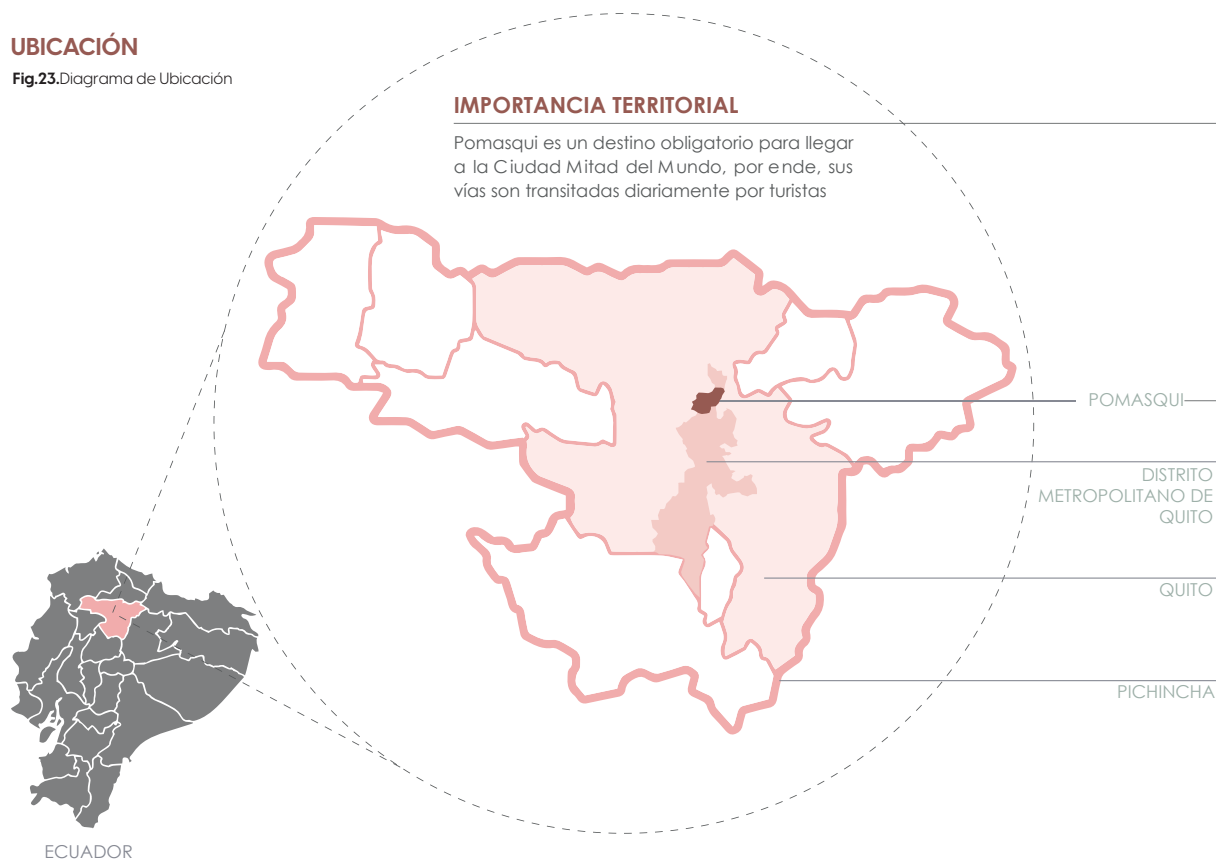 UBICACIÓN
Fig.23.Diagrama de Ubicación
IMPORTANCIA TERRITORIAL
Pomasqui es un destino obligatorio para llegar
a la Ciudad Mitad del Mundo, por ende, sus
vías son transitadas diariamente por turistas
POMASQUI
DISTRITO
METROPOLITANO DE
QUITO
QUITO
PICHINCHA
ECUADOR